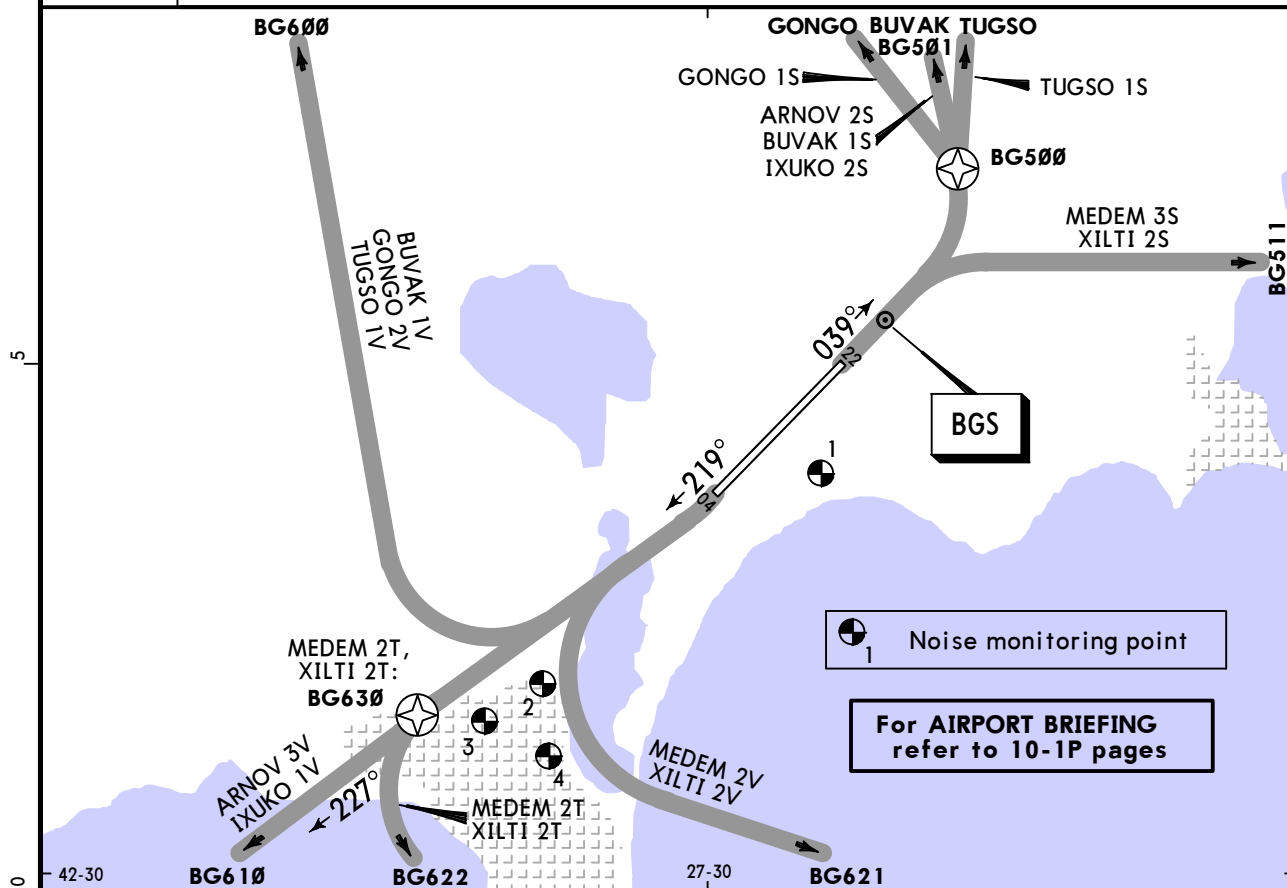 BG6ØØ
GONGO BUVAK TUGSO
BG5Ø1
GONGO 1S
TUGSO 1S
ARNOV 2S
BUVAK 1S
IXUKO 2S
BG5ØØ
MEDEM 3S
XILTI 2S
BG511
BUVAK 1V
GONGO 2V
TUGSO 1V
5
039°
22
BGS
219°
04
1
1 Noise monitoring point
MEDEM 2T,
XILTI 2T:
BG63Ø
2
3
4
For AIRPORT BRIEFING
refer to 10-1P pages
ARNOV 3V
IXUKO 1V
227°
MEDEM 2T
XILTI 2T
MEDEM 2V
XILTI 2V
0
42-30
BG61Ø
BG622
27-30
BG621